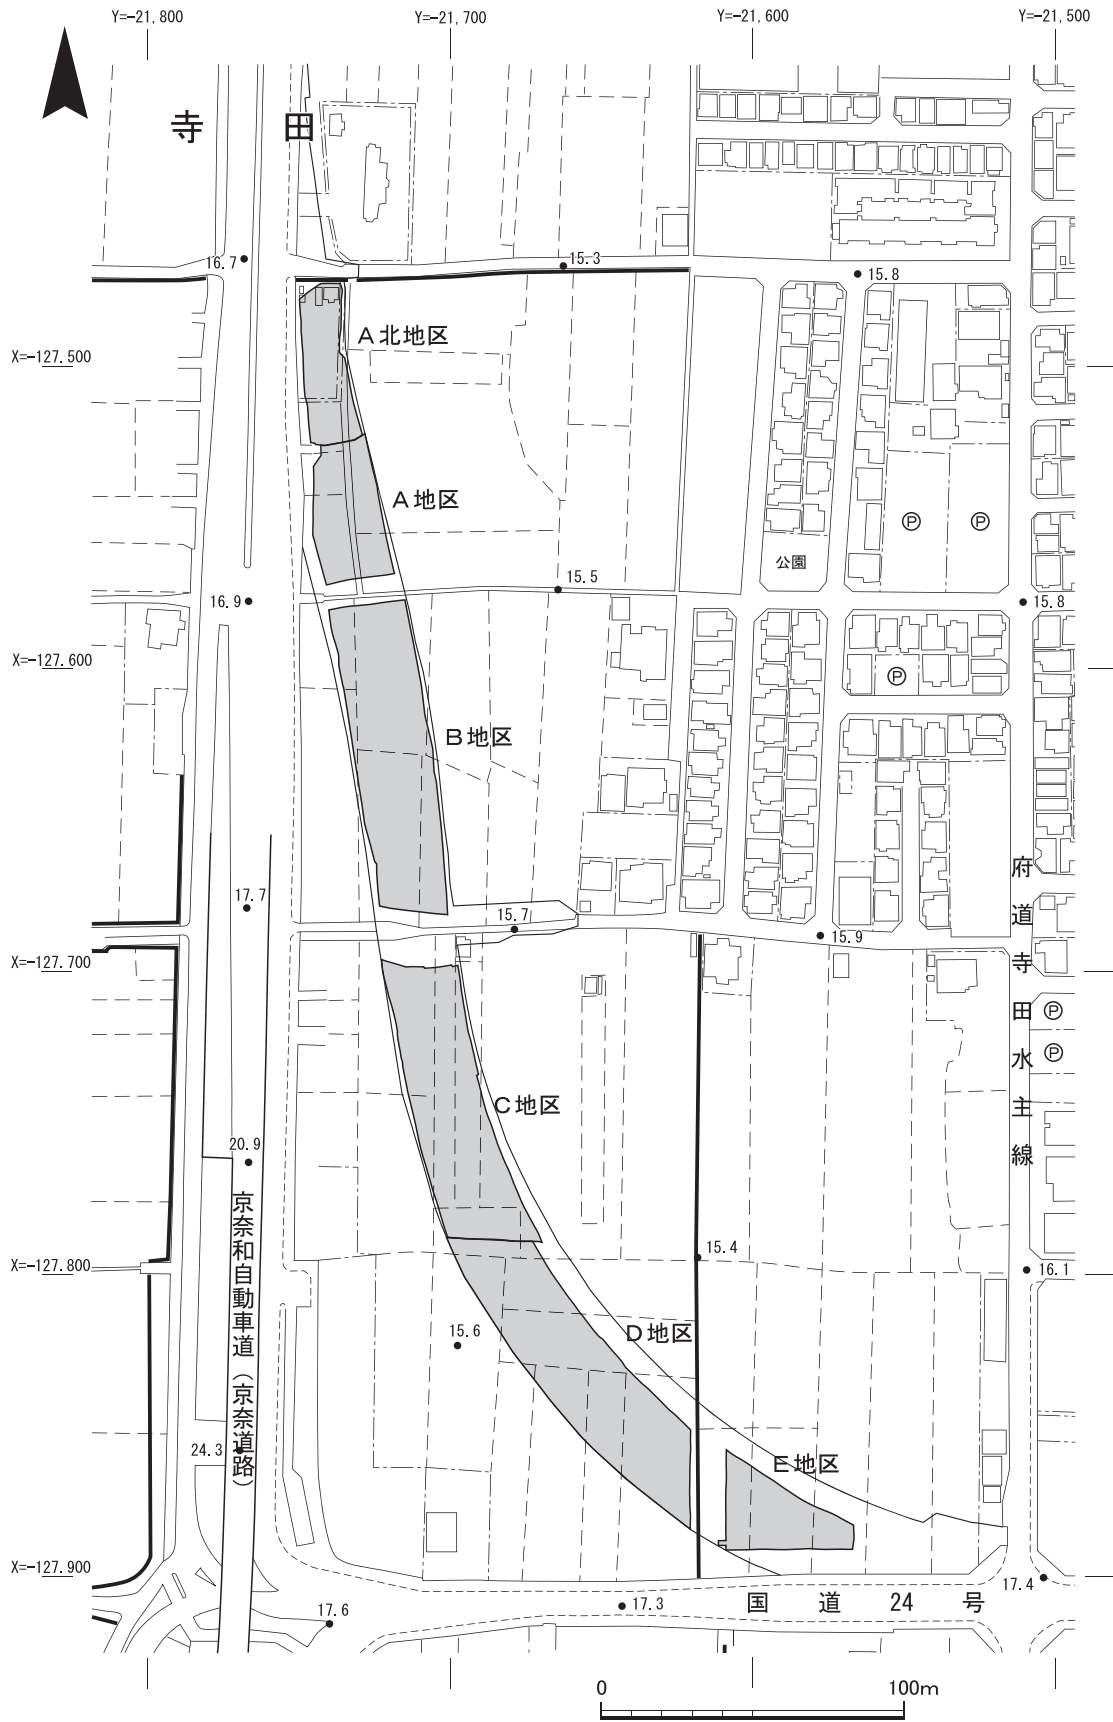 Y=-21,800
Y=-21,700
Y=-21,600
Y=-21,500
寺　田
16.7
15.3
15.8
A北地区
X=-127.500
A地区
Ⓟ
Ⓟ
公園
15.5
16.9
15.8
X=-127.600
Ⓟ
B地区
府道寺田水主線
17.7
15.7
15.9
X=-127.700
Ⓟ
Ⓟ
C地区
20.9
京奈和自動車道（京奈道路）
15.4
X=-127.800
16.1
15.6
D地区
24.3
E地区
X=-127.900
17.4
17.6
17.3
国　道　24　号
0
100m